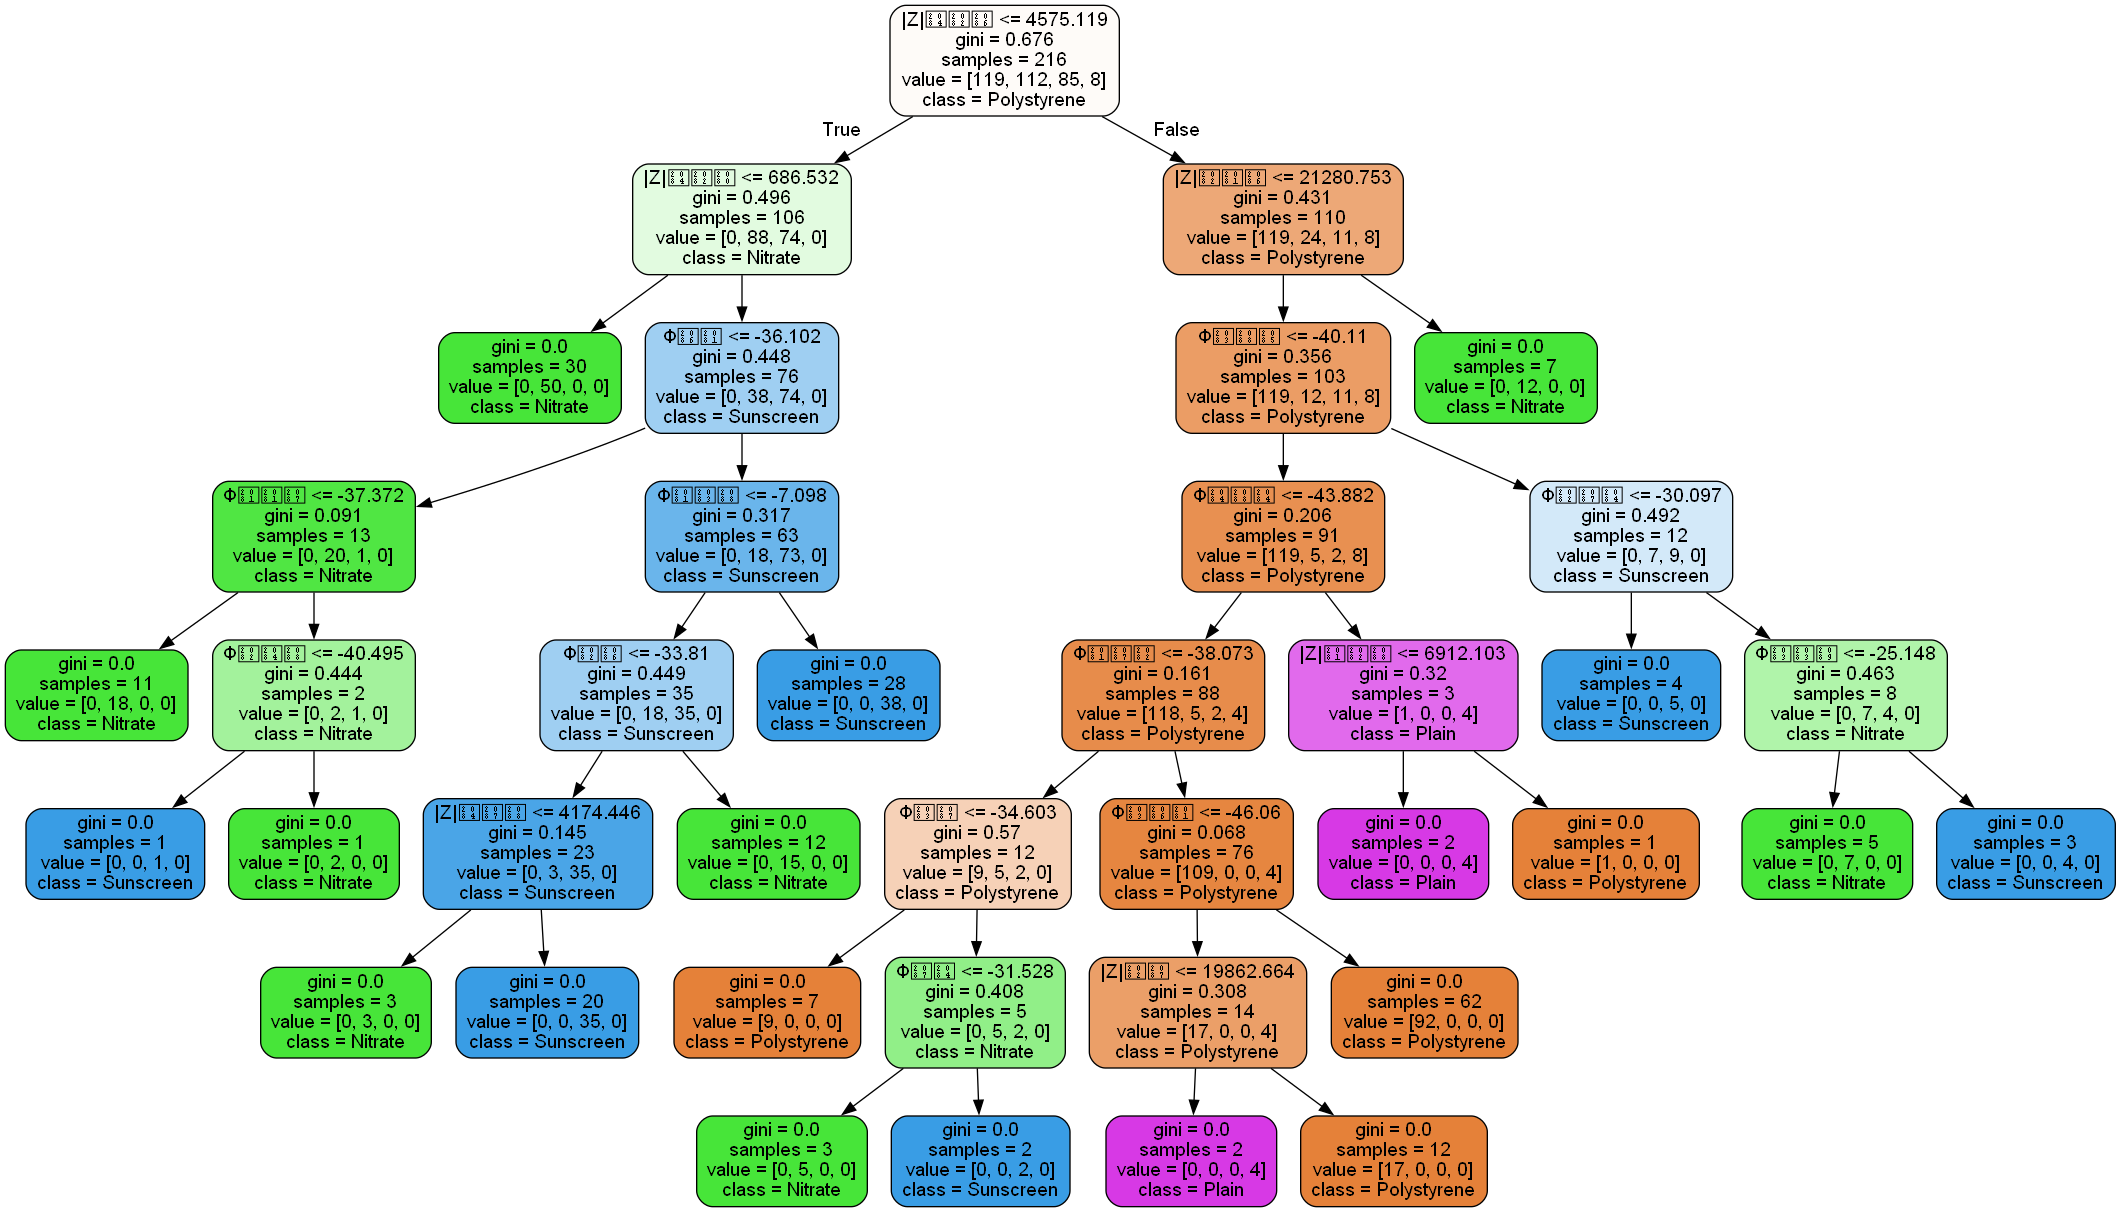 |Z| <= 4575.119
gini = 0.676
samples = 216
value = [119, 112, 85, 8]
class = Polystyrene
True
False
|Z| <= 686.532
gini = 0.496
samples = 106
value = [0, 88, 74, 0]
class = Nitrate
|Z| <= 21280.753
gini = 0.431
samples = 110
value = [119, 24, 11, 8]
class = Polystyrene
gini = 0.0
samples = 30
value = [0, 50, 0, 0]
class = Nitrate
Φ <= -36.102
gini = 0.448
samples = 76
value = [0, 38, 74, 0]
class = Sunscreen
Φ <= -40.11
gini = 0.356
samples = 103
value = [119, 12, 11, 8]
class = Polystyrene
gini = 0.0
samples = 7
value = [0, 12, 0, 0]
class = Nitrate
Φ <= -37.372
gini = 0.091
samples = 13
value = [0, 20, 1, 0]
class = Nitrate
Φ <= -7.098
gini = 0.317
samples = 63
value = [0, 18, 73, 0]
class = Sunscreen
Φ <= -43.882
gini = 0.206
samples = 91
value = [119, 5, 2, 8]
class = Polystyrene
Φ <= -30.097
gini = 0.492
samples = 12
value = [0, 7, 9, 0]
class = Sunscreen
gini = 0.0
samples = 11
value = [0, 18, 0, 0]
class = Nitrate
Φ <= -40.495
gini = 0.444
samples = 2
value = [0, 2, 1, 0]
class = Nitrate
Φ <= -33.81
gini = 0.449
samples = 35
value = [0, 18, 35, 0]
class = Sunscreen
gini = 0.0
samples = 28
value = [0, 0, 38, 0]
class = Sunscreen
Φ <= -38.073
gini = 0.161
samples = 88
value = [118, 5, 2, 4]
class = Polystyrene
|Z| <= 6912.103
gini = 0.32
samples = 3
value = [1, 0, 0, 4]
class = Plain
gini = 0.0
samples = 4
value = [0, 0, 5, 0]
class = Sunscreen
Φ <= -25.148
gini = 0.463
samples = 8
value = [0, 7, 4, 0]
class = Nitrate
gini = 0.0
samples = 1
value = [0, 0, 1, 0]
class = Sunscreen
gini = 0.0
samples = 1
value = [0, 2, 0, 0]
class = Nitrate
|Z| <= 4174.446
gini = 0.145
samples = 23
value = [0, 3, 35, 0]
class = Sunscreen
gini = 0.0
samples = 12
value = [0, 15, 0, 0]
class = Nitrate
Φ <= -34.603
gini = 0.57
samples = 12
value = [9, 5, 2, 0]
class = Polystyrene
Φ <= -46.06
gini = 0.068
samples = 76
value = [109, 0, 0, 4]
class = Polystyrene
gini = 0.0
samples = 2
value = [0, 0, 0, 4]
class = Plain
gini = 0.0
samples = 1
value = [1, 0, 0, 0]
class = Polystyrene
gini = 0.0
samples = 5
value = [0, 7, 0, 0]
class = Nitrate
gini = 0.0
samples = 3
value = [0, 0, 4, 0]
class = Sunscreen
gini = 0.0
samples = 3
value = [0, 3, 0, 0]
class = Nitrate
gini = 0.0
samples = 20
value = [0, 0, 35, 0]
class = Sunscreen
gini = 0.0
samples = 7
value = [9, 0, 0, 0]
class = Polystyrene
Φ <= -31.528
gini = 0.408
samples = 5
value = [0, 5, 2, 0]
class = Nitrate
|Z| <= 19862.664
gini = 0.308
samples = 14
value = [17, 0, 0, 4]
class = Polystyrene
gini = 0.0
samples = 62
value = [92, 0, 0, 0]
class = Polystyrene
gini = 0.0
samples = 3
value = [0, 5, 0, 0]
class = Nitrate
gini = 0.0
samples = 2
value = [0, 0, 2, 0]
class = Sunscreen
gini = 0.0
samples = 2
value = [0, 0, 0, 4]
class = Plain
gini = 0.0
samples = 12
value = [17, 0, 0, 0]
class = Polystyrene